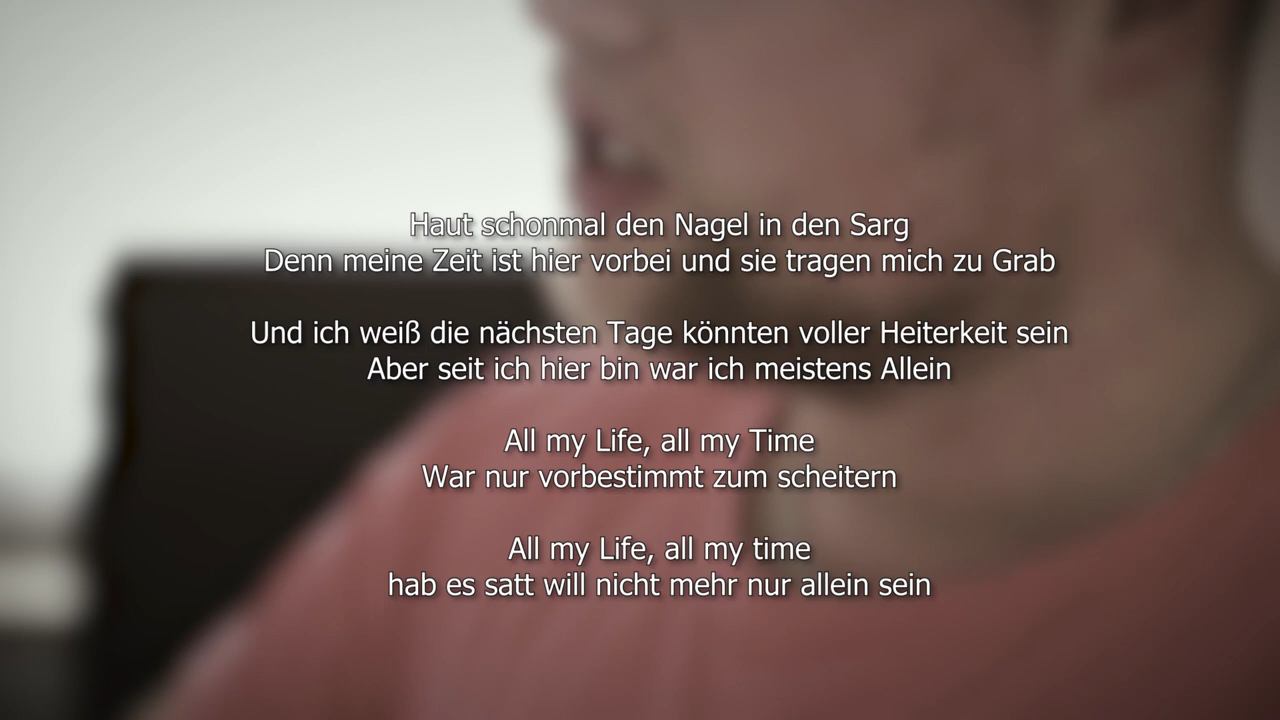 Haut schonmal den Nagel in den Sarg
Denn meine Zeit ist hier vorbei und sie tragen mich zu Grab
Und ich weiß die nächsten Tage könnten voller Heiterkeit sein
Aber seit ich hier bin war ich meistens Allein
All my Life, all my Time
War nur vorbestimmt zum scheitern
All my Life, all my time
hab es satt will nicht mehr nur allein sein